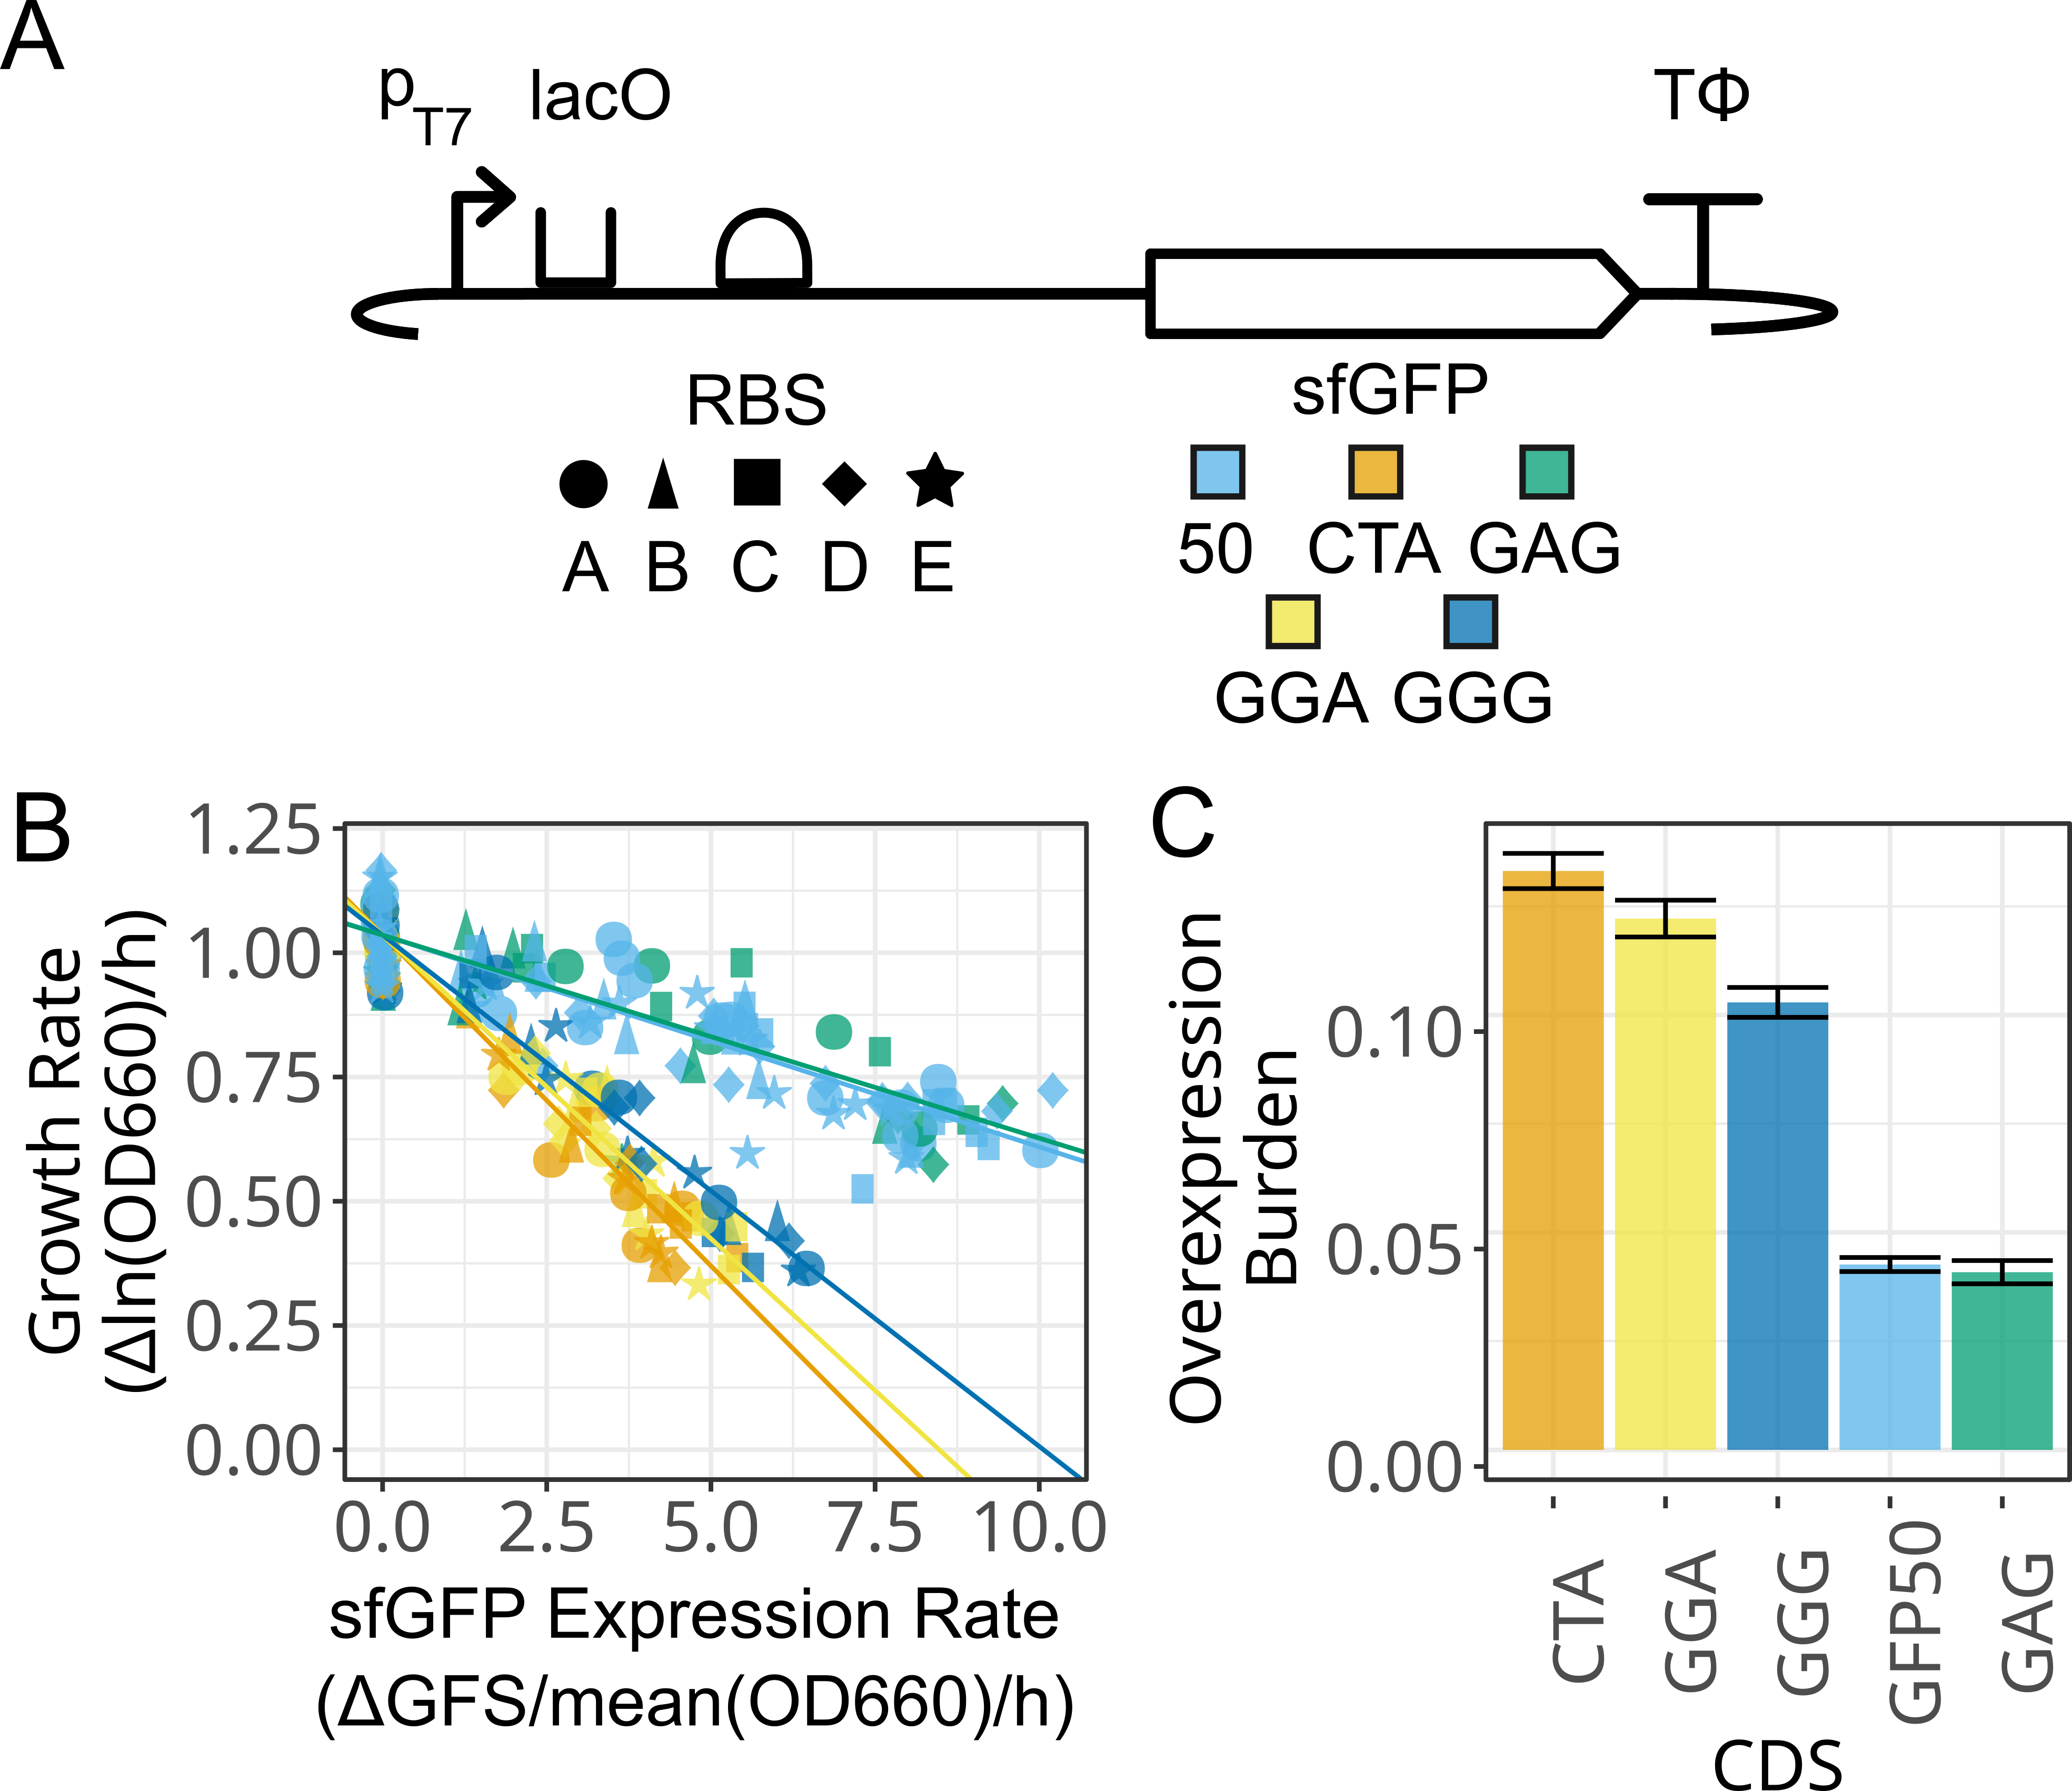 A
pT7 lacO TΦ
RBS sfGFP
A B C D E
50 CTA GAG
GGA GGG
B
1.25
1.00
0.75
0.50
0.25
0.00
Growth Rate
(Δln(OD660)/h)
0.0 2.5 5.0 7.5 10.0
sfGFP Expression Rate
(ΔGFS/mean(OD660)/h)
C
0.10
0.05
0.00
Overexpression
Burden
CTA GGA GGG GFP50 GAG
CDS